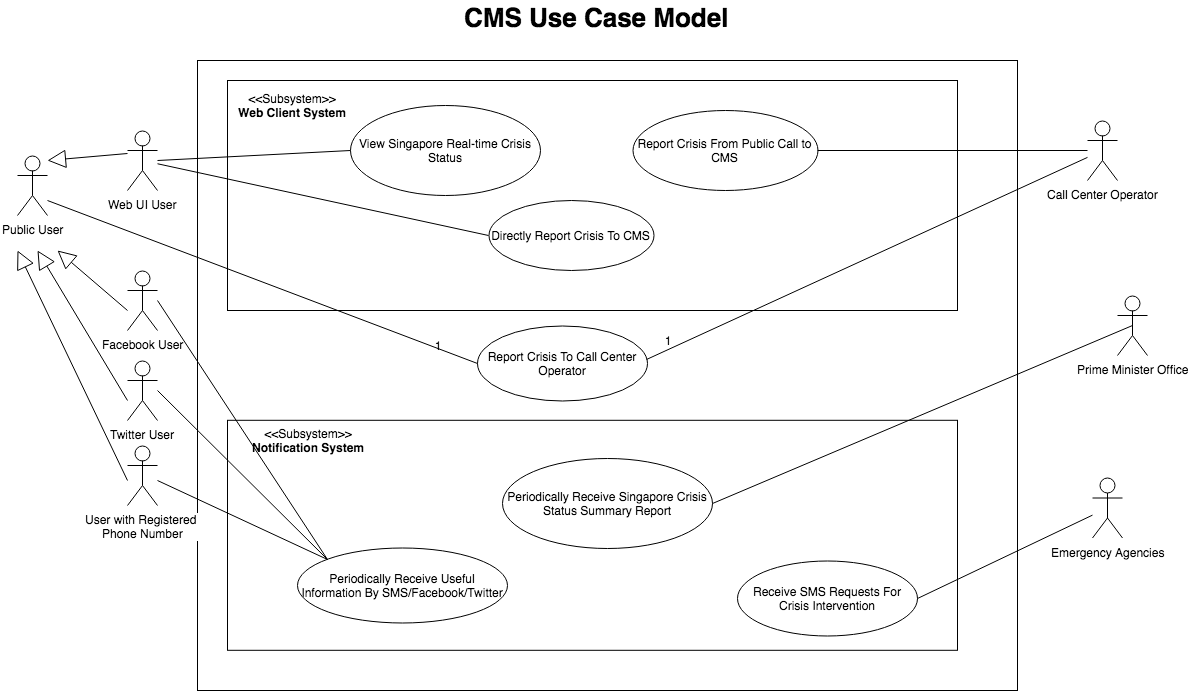 CMS Use Case Model
<<Subsystem>>
Web Client System
View Singapore Real-time Crisis
Status
Report Crisis From Public Call to
CMS
Call Center Operator
Web UI User
Public User
Directly Report Crisis To CMS
Facebook User
1
1
Report Crisis To Call Center
Operator
Prime Minister Office
Twitter User
<<Subsystem>>
Notification System
Periodically Receive Singapore Crisis
Status Summary Report
User with Registered
Phone Number
Emergency Agencies
Periodically Receive Useful
Information By SMS/Facebook/Twitter
Receive SMS Requests For
Crisis Intervention